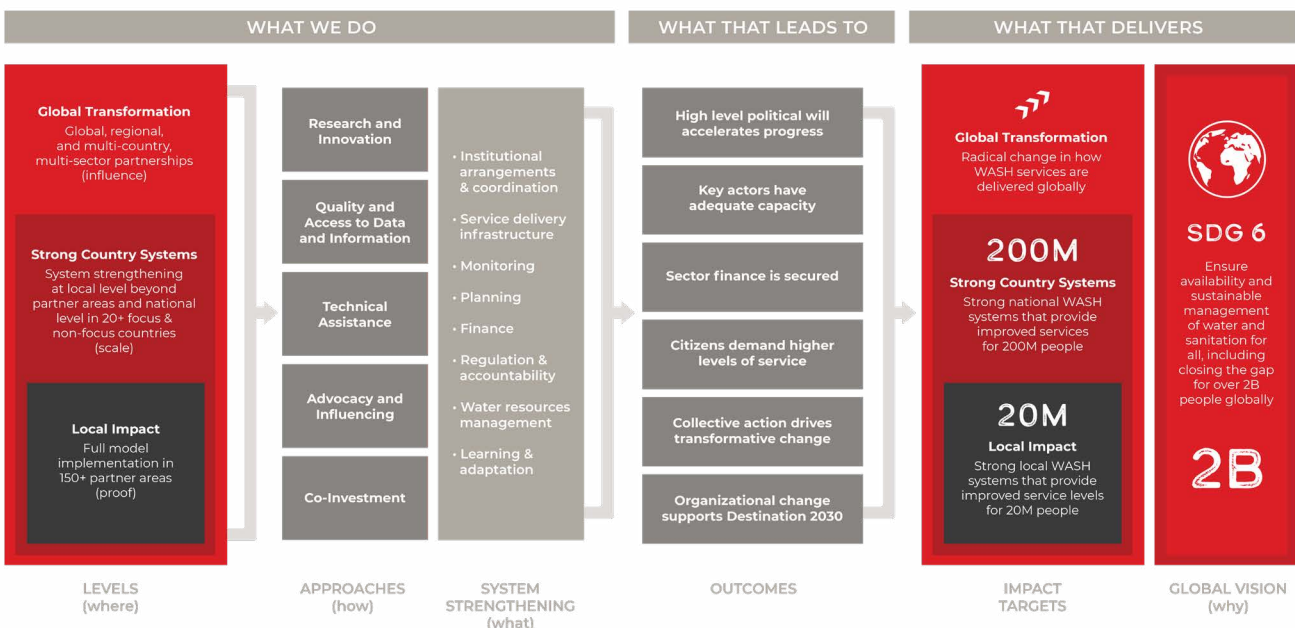 WHAT WE DO
WHAT THAT LEADS TO
WHAT THAT DELIVERS
Global Transformation
Global, regional,
and multi-country,
multi-sector partnerships
(influence)
Strong Country Systems
System strengthening
at local level beyond
partner areas and national
level in 20+ focus &
non-focus countries
(scale)
Local Impact
Full model
implementation in
150+ partner areas
(proof)
LEVELS
(where)
Research and
Innovation
Quality and
Access to Data
and Information
Technical
Assistance
Advocacy and
Influencing
Co-Investment
APPROACHES
(how)
• Institutional
arrangements
& coordination
• Service delivery
infrastructure
• Monitoring
• Planning
• Finance
• Regulation &
accountability
• Water resources
management
• Learning &
adaptation
SYSTEM
STRENGTHENING
(what)
High level political will
accelerates progress
Key actors have
adequate capacity
Sector finance is secured
Citizens demand higher
levels of service
Collective action drives
transformative change
Organizational change
supports Destination 2030
OUTCOMES
Global Transformation
Radical change in how
WASH services are
delivered globally
200M
Strong Country Systems
Strong national WASH
systems that provide
improved services
for 200M people
20M
Local Impact
Strong local WASH
systems that provide
improved service levels
for 20M people
IMPACT
TARGETS
SDG 6
Ensure
availability and
sustainable
management
of water and
sanitation for
all, including
closing the gap
for over 2B
people globally
2B
GLOBAL VISION
(why)